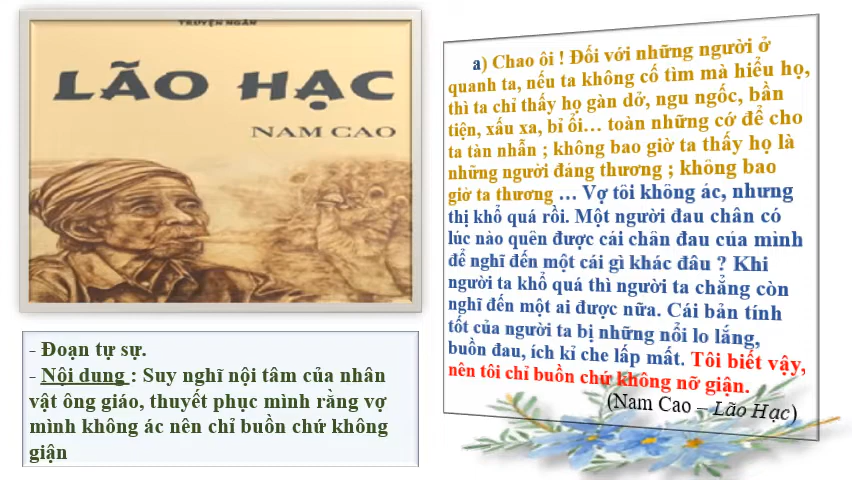 TRUYỆN NGẮN
LÃO HẠC
NAM CAO
- Đoạn tự sự.
- Nội dung : Suy nghĩ nội tâm của nhân
vật ông giáo, thuyết phục mình rằng vợ
mình không ác nên chỉ buồn chứ không
giận
a) Chao ôi ! Đối với những người ở
quanh ta, nếu ta không cố tìm mà hiểu họ,
thì ta chỉ thấy họ gàn dở, ngu ngốc, bần
tiện, xấu xa, bỉ ổi… toàn những cớ để cho
ta tàn nhẫn ; không bao giờ ta thấy họ là
những người đáng thương ; không bao
giờ ta thương … Vợ tôi không ác, nhưng
thị khổ quá rồi. Một người đau chân có
lúc nào quên được cái chân đau của mình
để nghĩ đến một cái gì khác đâu ? Khi
người ta khổ quá thì người ta chẳng còn
nghĩ đến một ai được nữa. Cái bản tính
tốt của người ta bị những nổi lo lắng,
buồn đau, ích kỉ che lấp mất. Tôi biết vậy,
nên tôi chỉ buồn chứ không nỡ giận.
(Nam Cao – Lão Hạc)